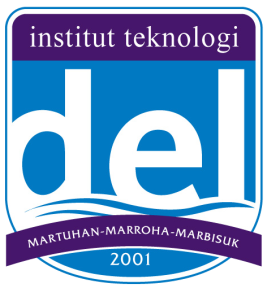 institut teknologi
del
MARTUHAN-MARROHA-MARBISUK
2001